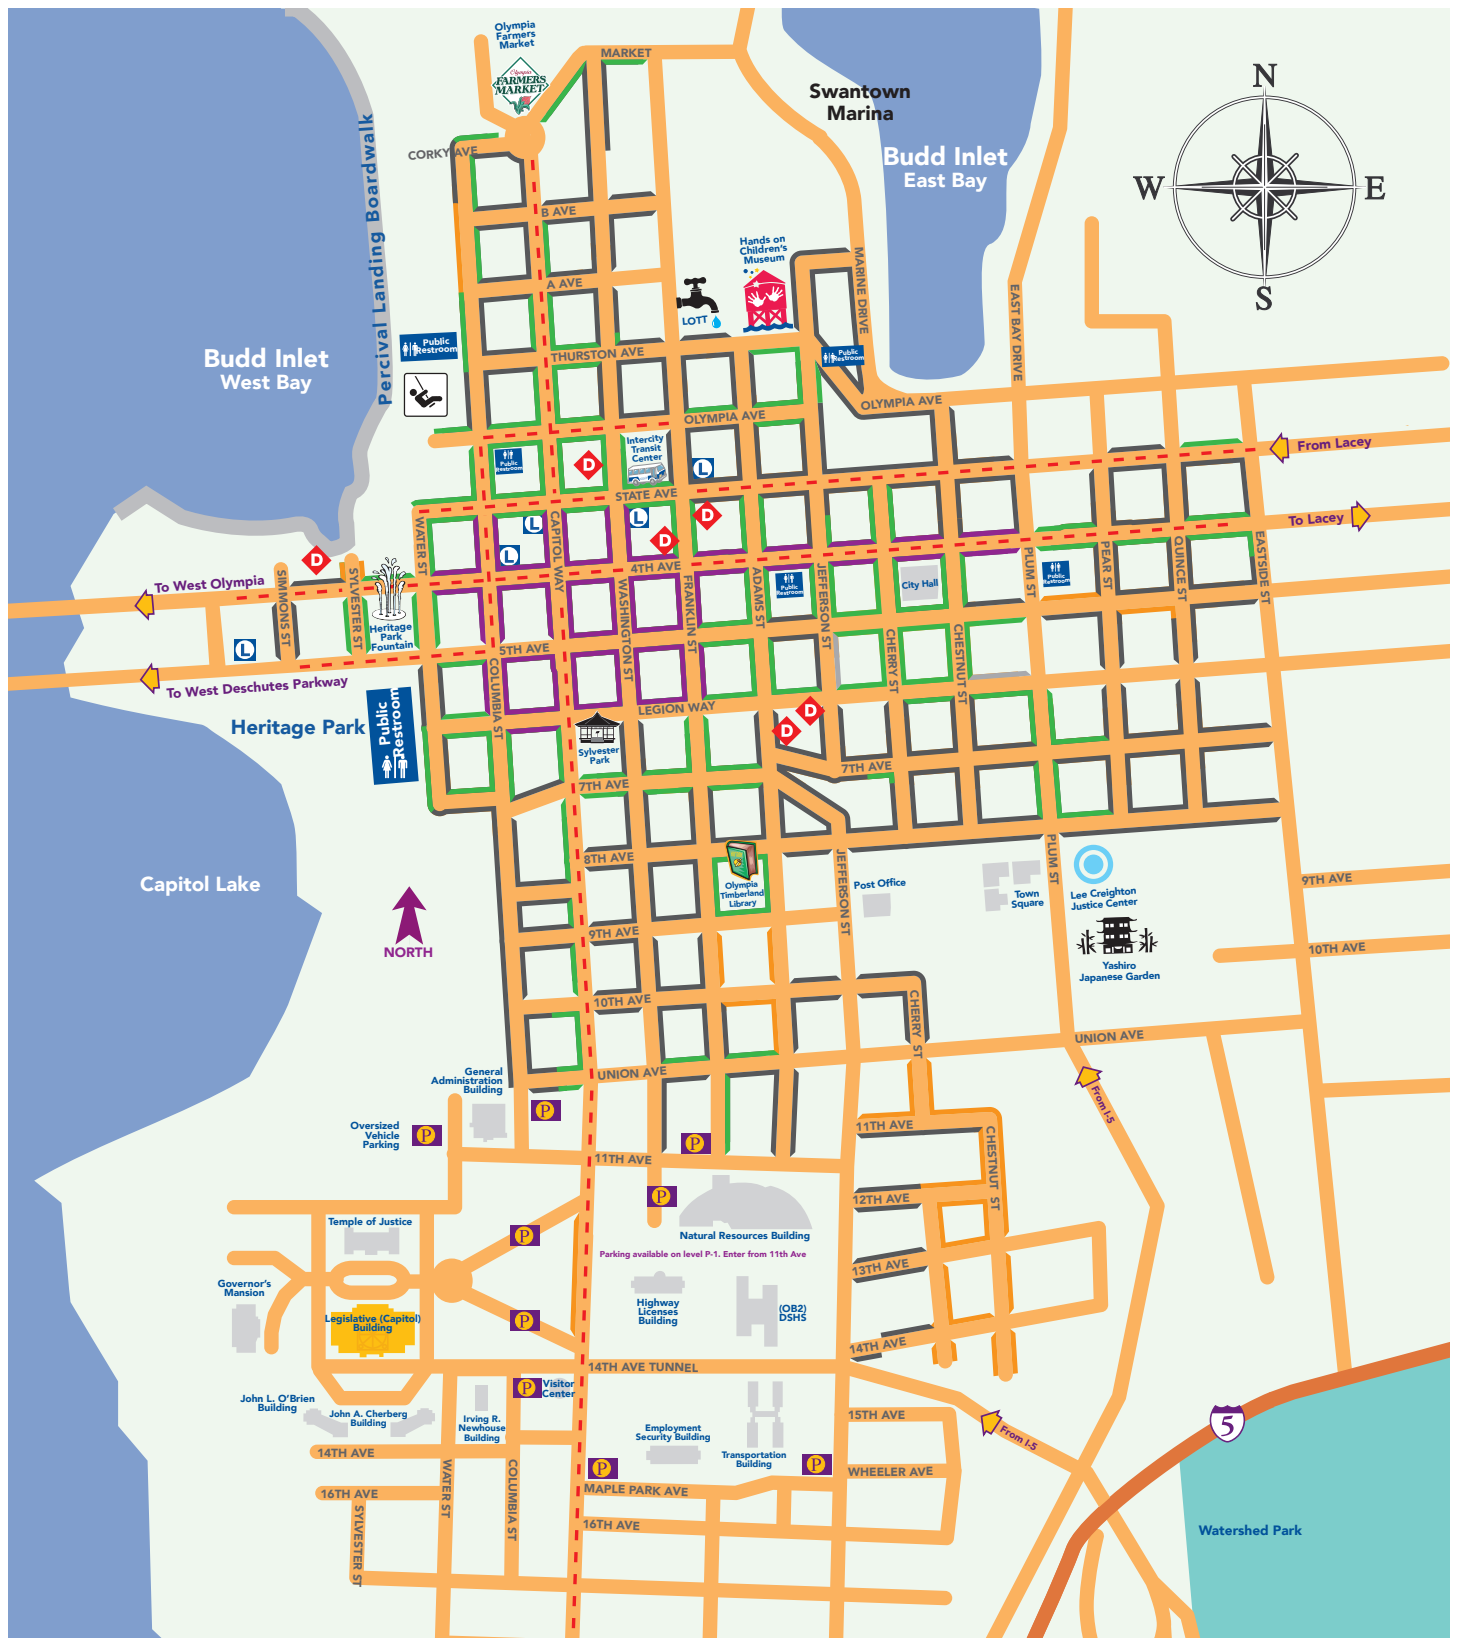 Olympia
Farmers
Market
Olympia
FARMERS
MARKET
MARKET
CORKY AVE
Swantown
Marina
Budd Inlet
East Bay
N
W
E
S
Percival Landing Boardwalk
B AVE
A AVE
Hands on
Children's
Museum
LOTT
MARINE DRIVE
EAST BAY DRIVE
Public
Restroom
Budd Inlet
West Bay
THURSTON AVE
Public
Restroom
OLYMPIA AVE
OLYMPIA AVE
From Lacey
Intercity
Transit
Center
Public
Restroom
D
L
STATE AVE
To Lacey
WATER ST
CAPITOL WAY
L
L
D
D
L
D
To West Olympia
4TH AVE
SIMMONS ST
SYLVESTER ST
Heritage
Park
Fountain
WASHINGTON ST
FRANKLIN ST
ADAMS ST
Public
Restroom
JEFFERSON ST
City Hall
CHERRY ST
CHESTNUT ST
PLUM ST
Public
Restroom
PEAR ST
QUINCE ST
EASTSIDE ST
L
5TH AVE
COLUMBIA ST
To West Deschutes Parkway
LEGION WAY
D
D
Heritage Park
Public
Restroom
Sylvester
Park
7TH AVE
7TH AVE
8TH AVE
Capitol Lake
NORTH
Olympia
Timberland
Library
JEFFERSON ST
Post Office
Town
Square
PLUM ST
Lee Creighton
Justice Center
9TH AVE
9TH AVE
10TH AVE
Yashiro
Japanese Garden
10TH AVE
CHERRY ST
UNION AVE
UNION AVE
General
Administration
Building
From I-5
P
Oversized
Vehicle
Parking
P
11TH AVE
CHESTNUT ST
P
11TH AVE
P
12TH AVE
Temple of Justice
P
Natural Resources Building
Parking available on level P-1. Enter from 11th Ave
13TH AVE
Governor's
Mansion
Legislative (Capitol)
Building
P
Highway
Licenses
Building
(OB2)
DSHS
14TH AVE
14TH AVE TUNNEL
P
Visitor
Center
John L. O'Brien
Building
John A. Cherberg
Building
Irving R.
Newhouse
Building
Employment
Security Building
Transportation
Building
15TH AVE
From I-5
5
14TH AVE
P
P
WHEELER AVE
WATER ST
COLUMBIA ST
MAPLE PARK AVE
16TH AVE
SYLVESTER ST
16TH AVE
Watershed Park